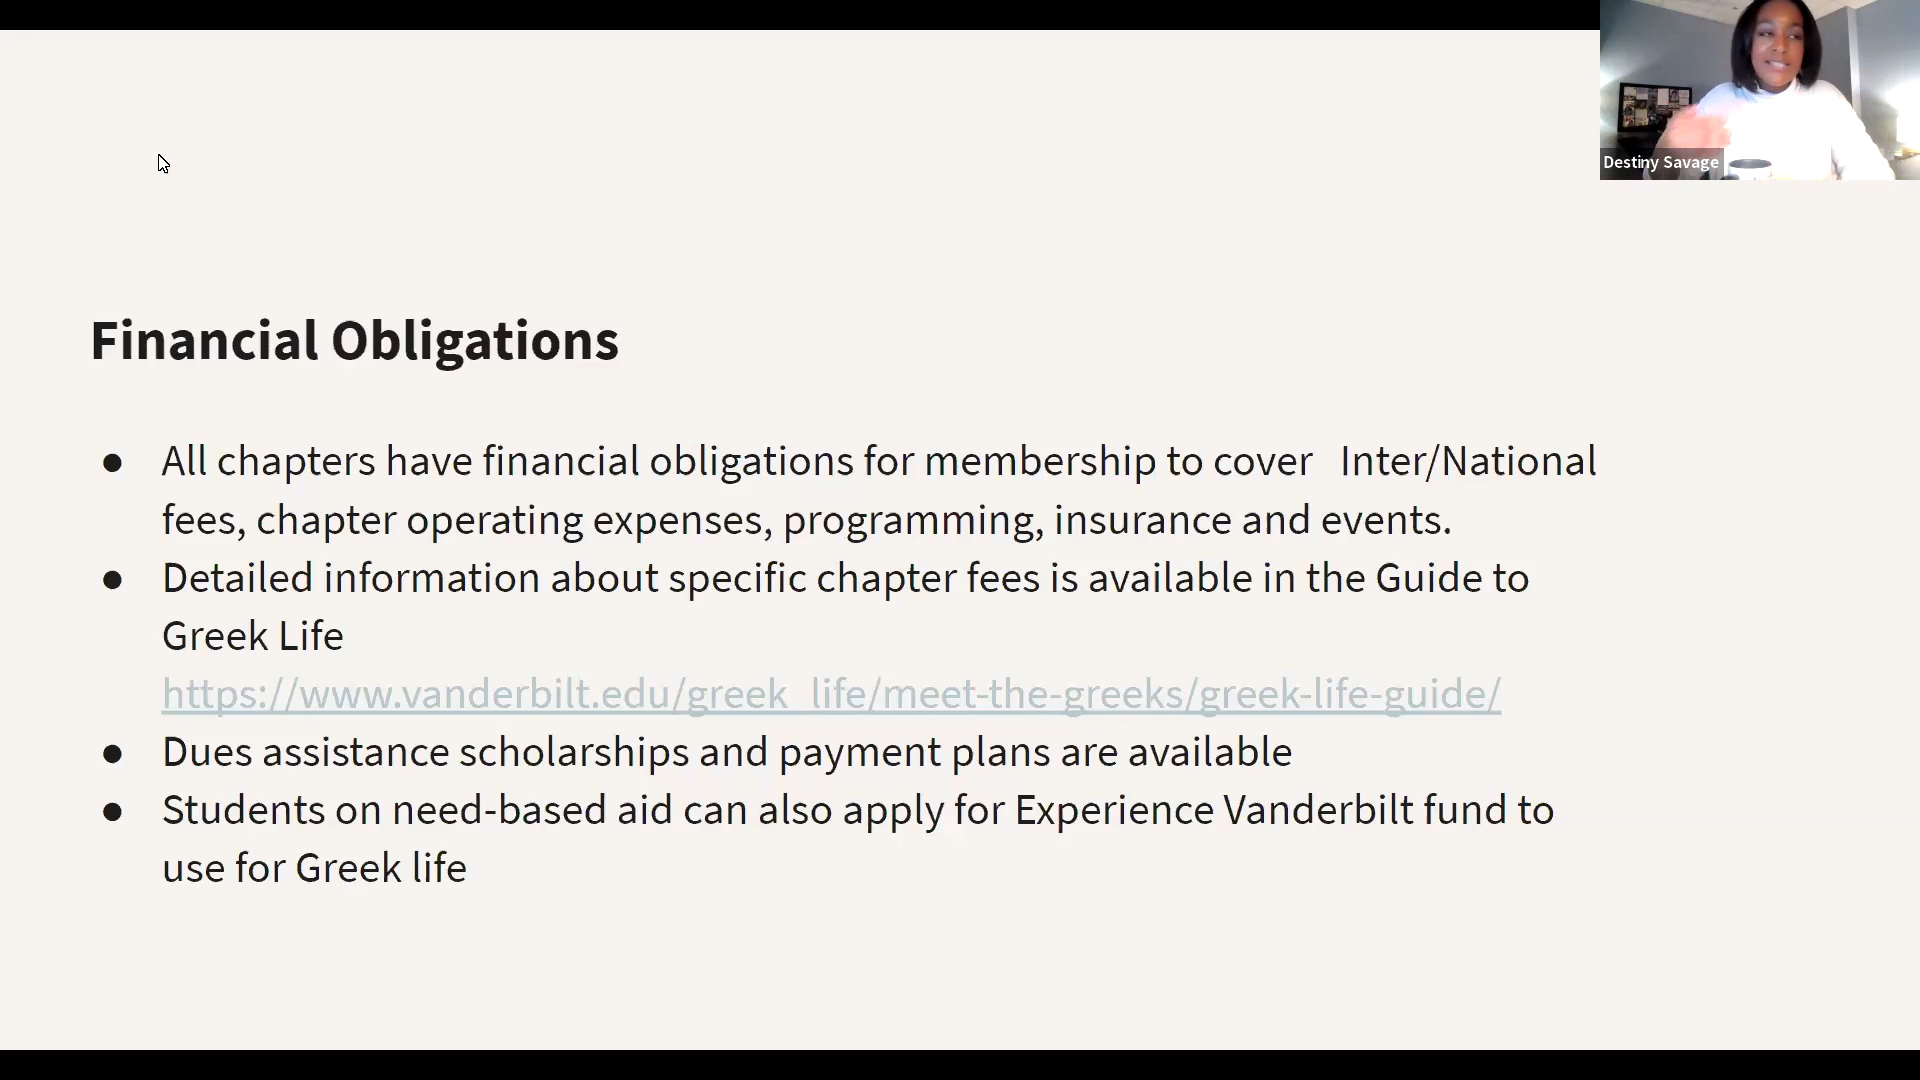 Destiny Savage
Financial Obligations
● All chapters have financial obligations for membership to cover Inter/National
fees, chapter operating expenses, programming, insurance and events.
● Detailed information about specific chapter fees is available in the Guide to
Greek Life
https://www.vanderbilt.edu/greek_life/meet-the-greeks/greek-life-guide/
● Dues assistance scholarships and payment plans are available
● Students on need-based aid can also apply for Experience Vanderbilt fund to
use for Greek life